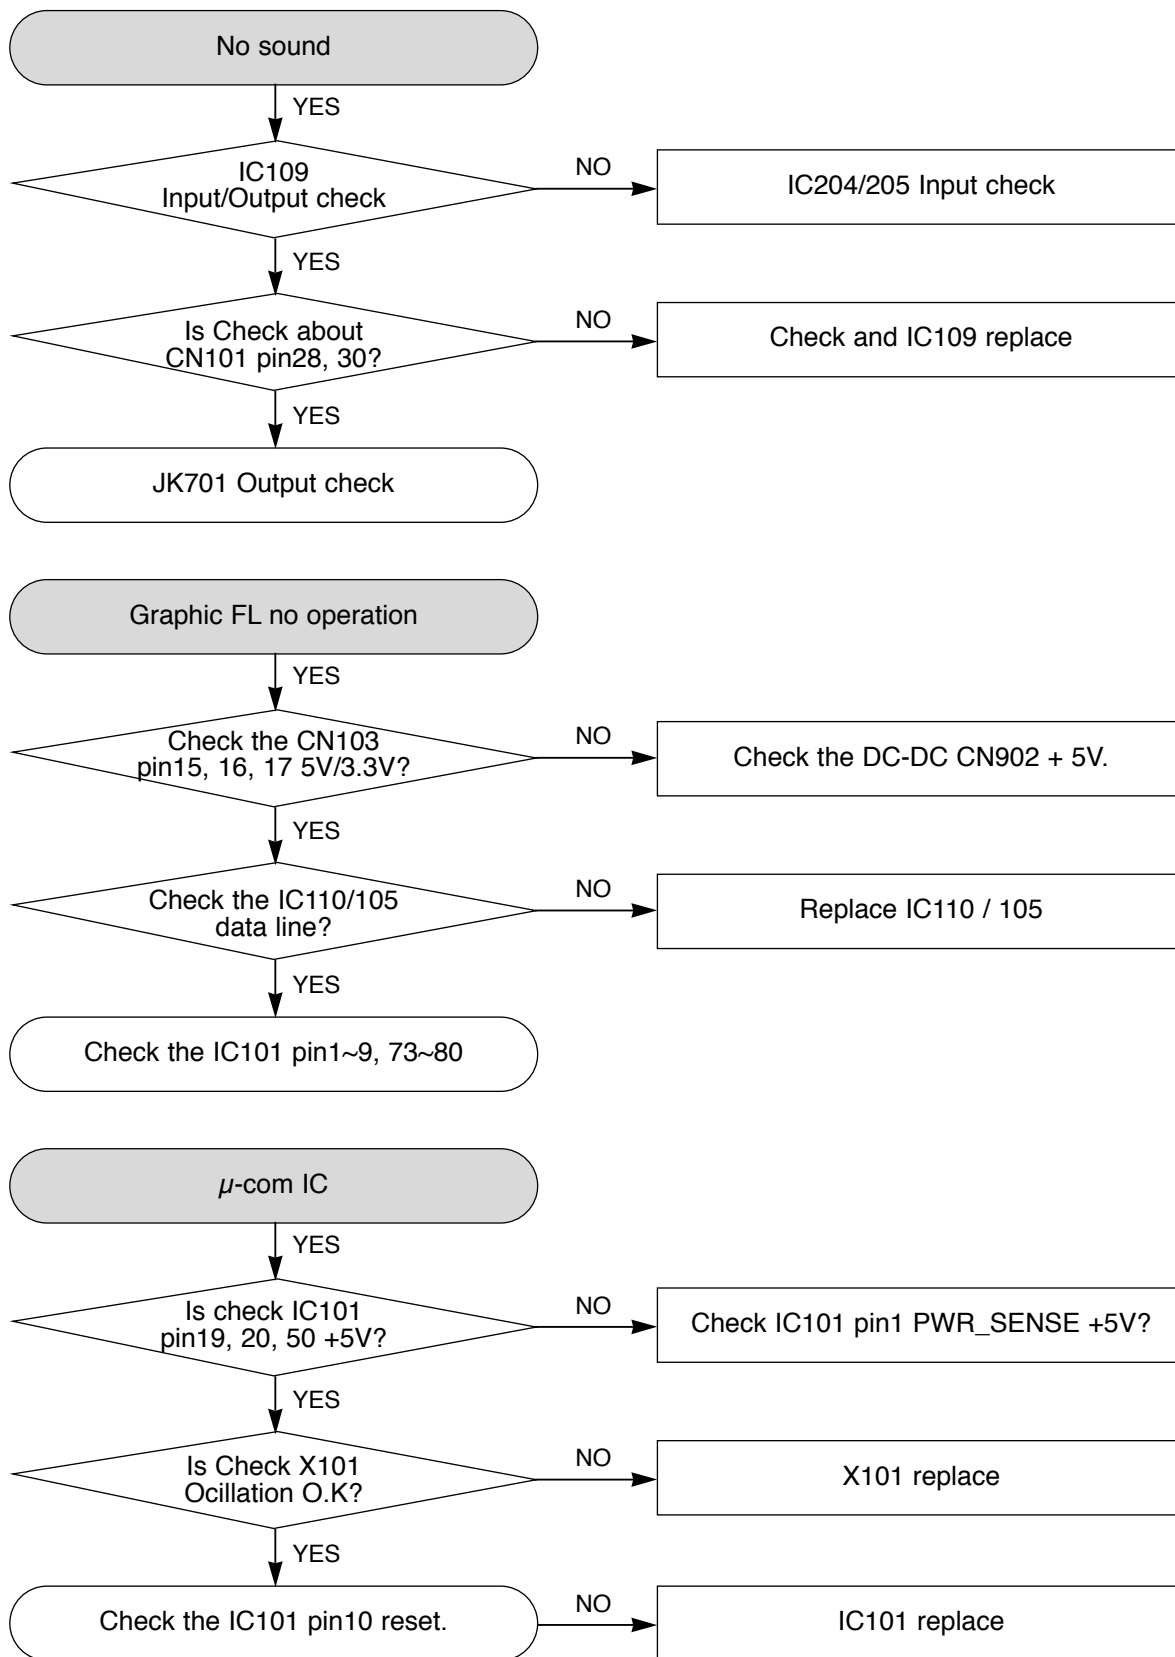 No sound
YES
IC109
Input/Output check
NO
IC204/205 Input check
YES
Is Check about
CN101 pin28, 30?
NO
Check and IC109 replace
YES
JK701 Output check
Graphic FL no operation
YES
Check the CN103
pin15, 16, 17 5V/3.3V?
NO
Check the DC-DC CN902 + 5V.
YES
Check the IC110/105
data line?
NO
Replace IC110 / 105
YES
Check the IC101 pin1~9, 73~80
µ-com IC
YES
Is check IC101
pin19, 20, 50 +5V?
NO
Check IC101 pin1 PWR_SENSE +5V?
YES
Is Check X101
Ocillation O.K?
NO
X101 replace
YES
Check the IC101 pin10 reset.
NO
IC101 replace